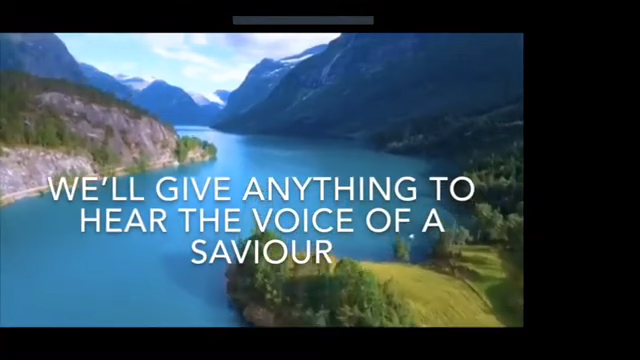 WE’LL GIVE ANYTHING TO
HEAR THE VOICE OF A
SAVIOUR